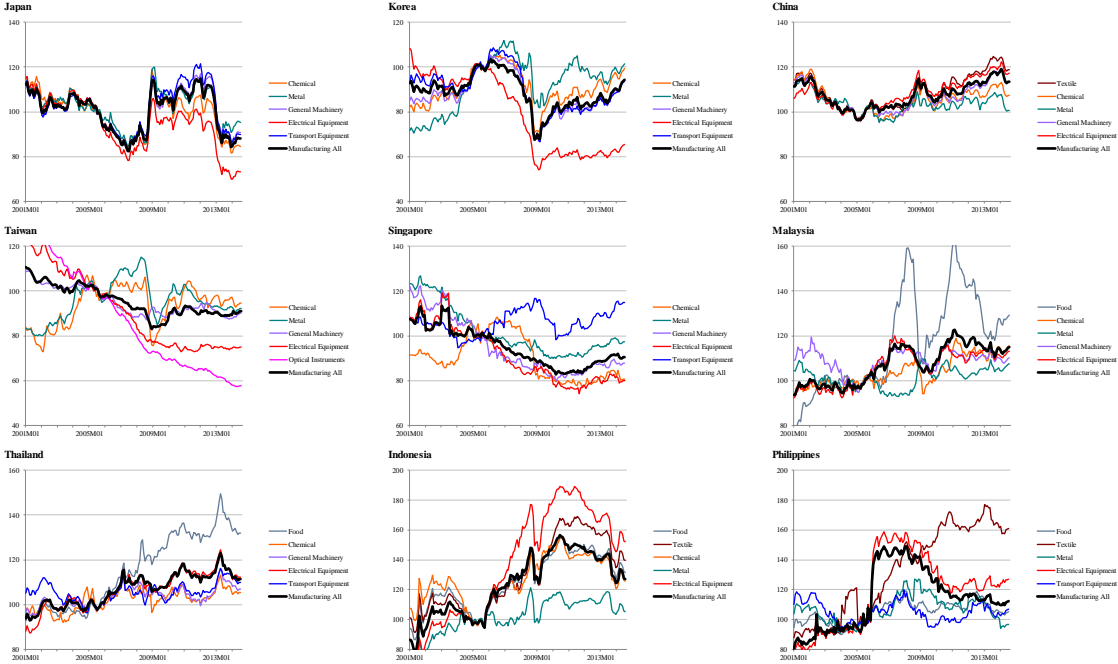 Japan
140
120
100
80
60
2001M01
2005M01
2009M01
2013M01
Chemical
Metal
General Machinery
Electrical Equipment
Transport Equipment
Manufacturing All
Korea
120
110
100
90
80
70
60
50
40
2001M01
2005M01
2009M01
2013M01
Chemical
Metal
General Machinery
Electrical Equipment
Transport Equipment
Manufacturing All
China
140
120
100
80
60
2001M01
2005M01
2009M01
2013M01
Textile
Chemical
Metal
General Machinery
Electrical Equipment
Manufacturing All
Taiwan
120
100
80
60
40
2001M01
2005M01
2009M01
2013M01
Chemical
Metal
General Machinery
Electrical Equipment
Optical Instruments
Manufacturing All
Singapore
140
120
100
80
60
2001M01
2005M01
2009M01
2013M01
Chemical
Metal
General Machinery
Electrical Equipment
Transport Equipment
Manufacturing All
Malaysia
160
140
120
100
80
2001M01
2005M01
2009M01
2013M01
Food
Chemical
Metal
General Machinery
Electrical Equipment
Manufacturing All
Thailand
160
140
120
100
80
2001M01
2005M01
2009M01
2013M01
Food
Chemical
General Machinery
Electrical Equipment
Transport Equipment
Manufacturing All
Indonesia
200
180
160
140
120
100
80
2001M01
2005M01
2009M01
2013M01
Food
Textile
Chemical
Metal
Electrical Equipment
Manufacturing All
Philippines
200
180
160
140
120
100
80
2001M01
2005M01
2009M01
2013M01
Food
Textile
Metal
Electrical Equipment
Transport Equipment
Manufacturing All